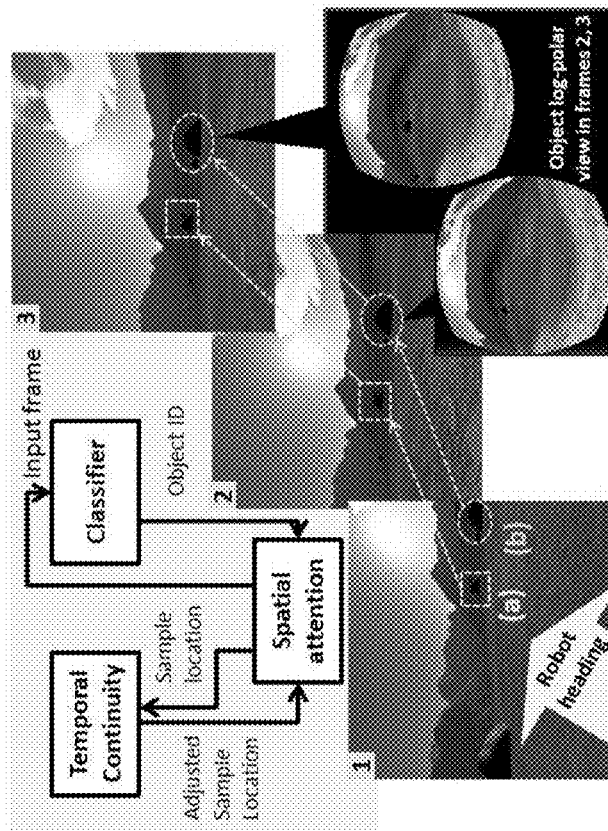 Temporal
Continuity
Adjusted
Sample
Location
Sample
location
Spatial
attention
Input frame
Classifier
Object ID
1
2
3
(a)
(b)
Robot
heading
Object log-polar
view in frames 2, 3